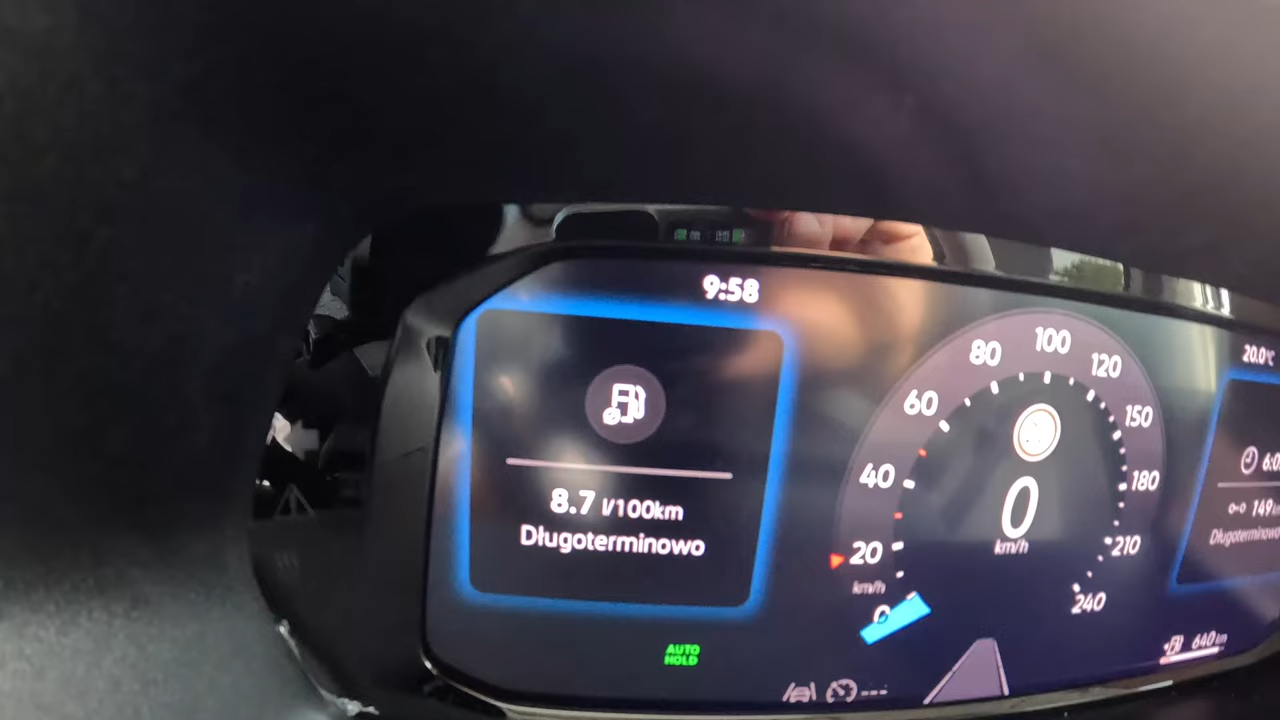 9:58
8.7 l/100km
Długoterminowo
AUTO
HOLD
0
20
40
60
80
100
120
150
180
210
240
km/h
0
km/h
---
20.0°C
149
Długoterminowo
640 km